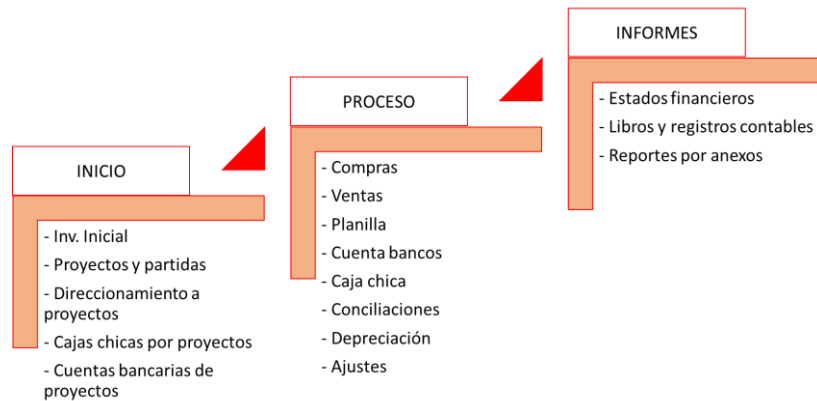 INICIO
- Inv. Inicial
- Proyectos y partidas
- Direccionamiento a
proyectos
- Cajas chicas por proyectos
- Cuentas bancarias de
proyectos
PROCESO
- Compras
- Ventas
- Planilla
- Cuenta bancos
- Caja chica
- Conciliaciones
- Depreciación
- Ajustes
INFORMES
- Estados financieros
- Libros y registros contables
- Reportes por anexos